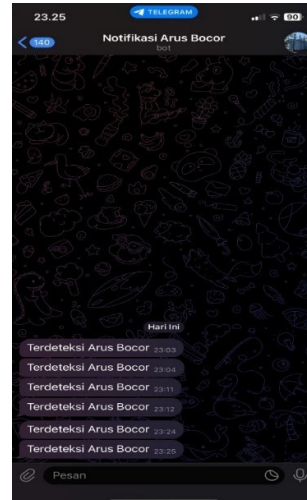 23.25 TELEGRAM 90
140 Notifikasi Arus Bocor
bot
Hari Ini
Terdeteksi Arus Bocor 23:03
Terdeteksi Arus Bocor 23:04
Terdeteksi Arus Bocor 23:11
Terdeteksi Arus Bocor 23:12
Terdeteksi Arus Bocor 23:24
Terdeteksi Arus Bocor 23:25
Pesan